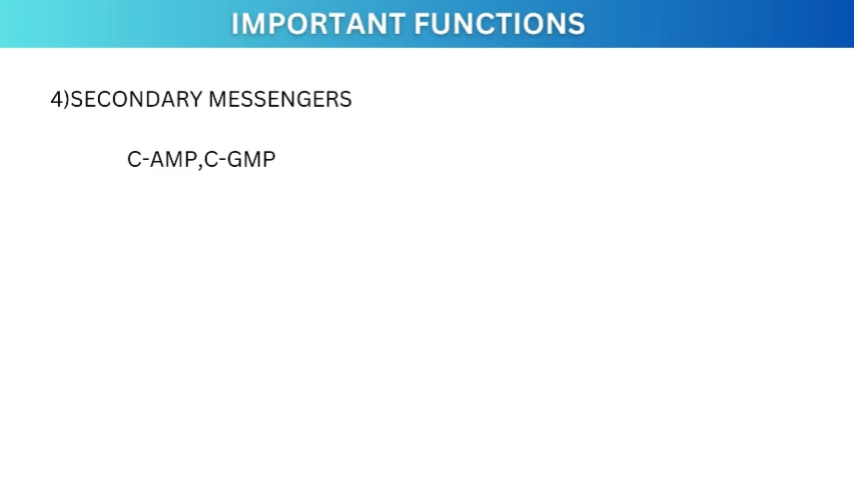 IMPORTANT FUNCTIONS
4)SECONDARY MESSENGERS
C-AMP,C-GMP